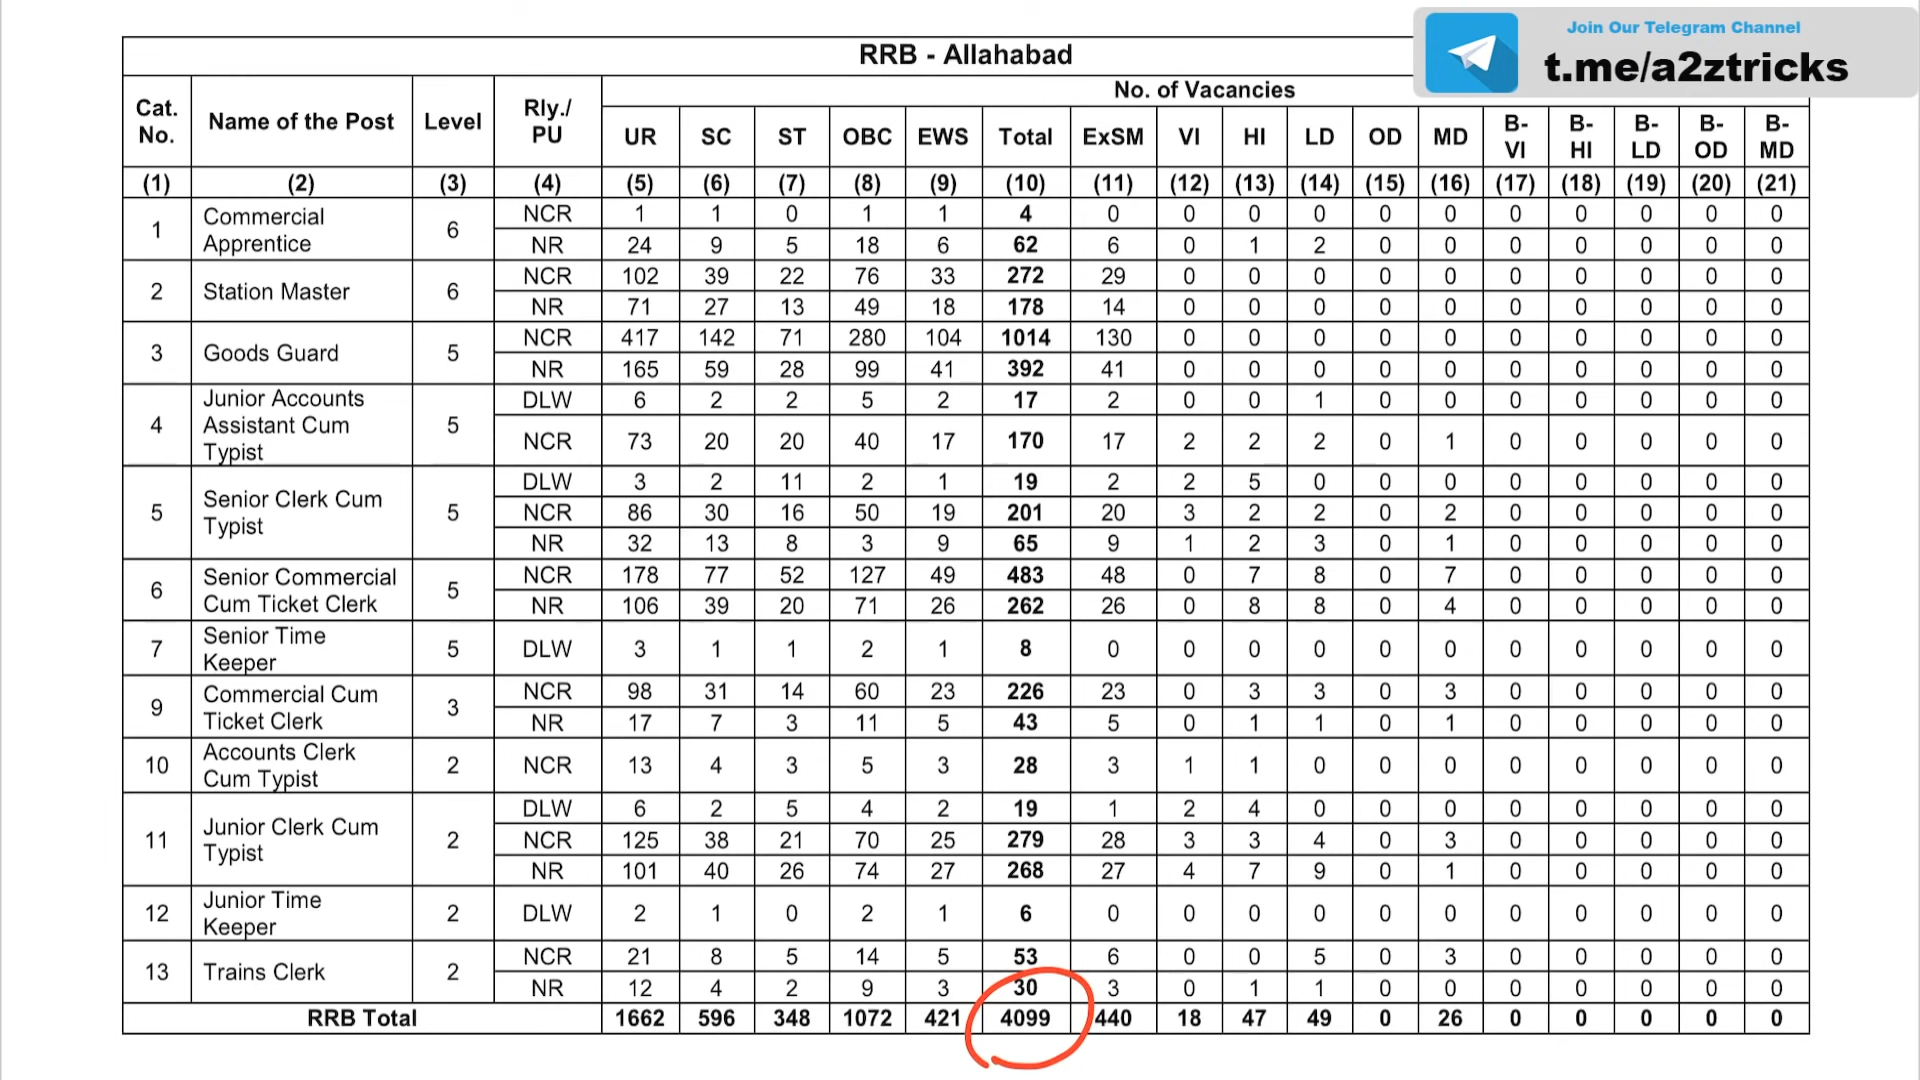 Join Our Telegram Channel
t.me/a2ztricks
RRB - Allahabad
Cat. No. Name of the Post Level Rly./ PU No. of Vacancies
UR SC ST OBC EWS Total ExSM VI HI LD OD MD B-VI B-HI B-LD B-OD B-MD
(1) (2) (3) (4) (5) (6) (7) (8) (9) (10) (11) (12) (13) (14) (15) (16) (17) (18) (19) (20) (21)
1 Commercial Apprentice 6 NCR 1 1 0 1 1 4 0 0 0 0 0 0 0 0 0 0 0
NR 24 9 5 18 6 62 6 0 1 2 0 0 0 0 0 0 0
2 Station Master 6 NCR 102 39 22 76 33 272 29 0 0 0 0 0 0 0 0 0 0
NR 71 27 13 49 18 178 14 0 0 0 0 0 0 0 0 0 0
3 Goods Guard 5 NCR 417 142 71 280 104 1014 130 0 0 0 0 0 0 0 0 0 0
NR 165 59 28 99 41 392 41 0 0 0 0 0 0 0 0 0 0
4 Junior Accounts Assistant Cum Typist 5 DLW 6 2 2 5 2 17 2 0 0 1 0 0 0 0 0 0 0
NCR 73 20 20 40 17 170 17 2 2 2 0 1 0 0 0 0 0
5 Senior Clerk Cum Typist 5 DLW 3 2 11 2 1 19 2 2 5 0 0 0 0 0 0 0 0
NCR 86 30 16 50 19 201 20 3 2 2 0 2 0 0 0 0 0
NR 32 13 8 3 9 65 9 1 2 3 0 1 0 0 0 0 0
6 Senior Commercial Cum Ticket Clerk 5 NCR 178 77 52 127 49 483 48 0 7 8 0 7 0 0 0 0 0
NR 106 39 20 71 26 262 26 0 8 8 0 4 0 0 0 0 0
7 Senior Time Keeper 5 DLW 3 1 1 2 1 8 0 0 0 0 0 0 0 0 0 0 0
9 Commercial Cum Ticket Clerk 3 NCR 98 31 14 60 23 226 23 0 3 3 0 3 0 0 0 0 0
NR 17 7 3 11 5 43 5 0 1 1 0 1 0 0 0 0 0
10 Accounts Clerk Cum Typist 2 NCR 13 4 3 5 3 28 3 1 1 0 0 0 0 0 0 0 0
11 Junior Clerk Cum Typist 2 DLW 6 2 5 4 2 19 1 2 4 0 0 0 0 0 0 0 0
NCR 125 38 21 70 25 279 28 3 3 4 0 3 0 0 0 0 0
NR 101 40 26 74 27 268 27 4 7 9 0 1 0 0 0 0 0
12 Junior Time Keeper 2 DLW 2 1 0 2 1 6 0 0 0 0 0 0 0 0 0 0 0
13 Trains Clerk 2 NCR 21 8 5 14 5 53 6 0 0 5 0 3 0 0 0 0 0
NR 12 4 2 9 3 30 3 0 1 1 0 0 0 0 0 0 0
RRB Total 1662 596 348 1072 421 4099 440 18 47 49 0 26 0 0 0 0 0